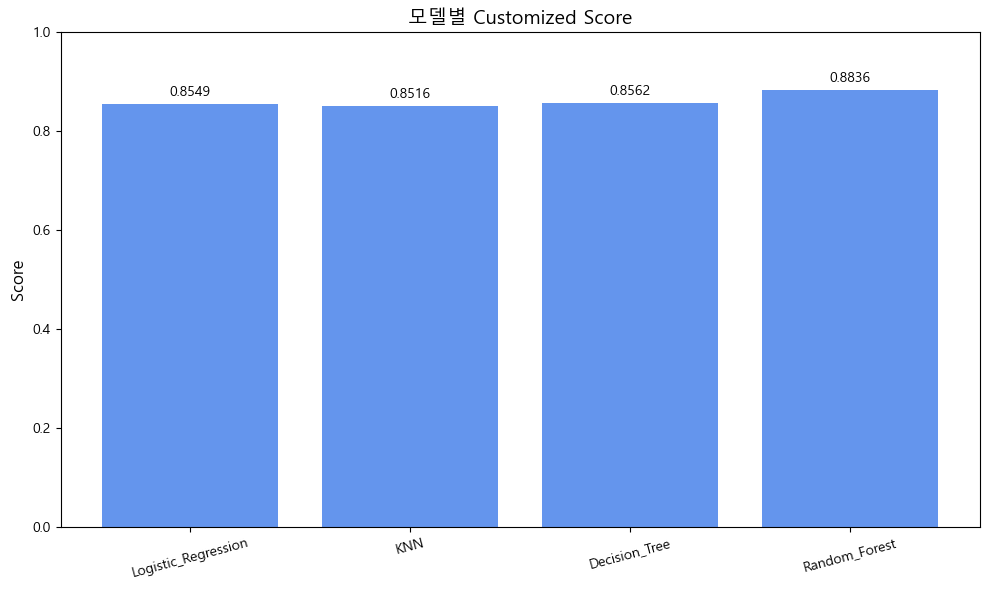 모델별 Customized Score
1.0
0.8
0.6
0.4
0.2
0.0
Score
0.8549
0.8516
0.8562
0.8836
Logistic_Regression
KNN
Decision_Tree
Random_Forest